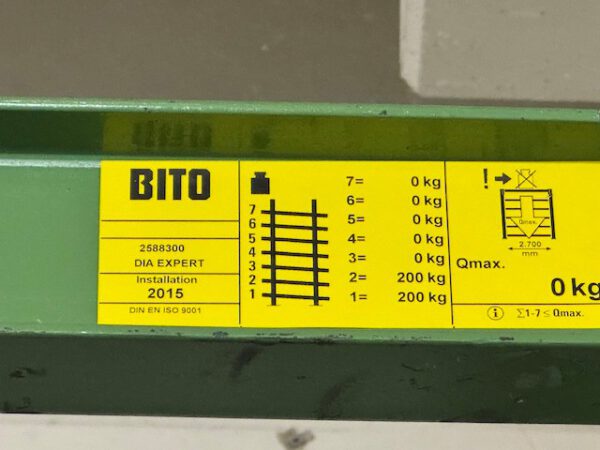 BITO
2588300
DIA EXPERT
Installation
2015
DIN EN ISO 9001
7
6
5
4
3
2
1
7= 0 kg
6= 0 kg
5= 0 kg
4= 0 kg
3= 0 kg
2= 200 kg
1= 200 kg
!
Qmax.
2.700
mm
Qmax.
0 kg
i Σ1-7 ≤ Qmax.